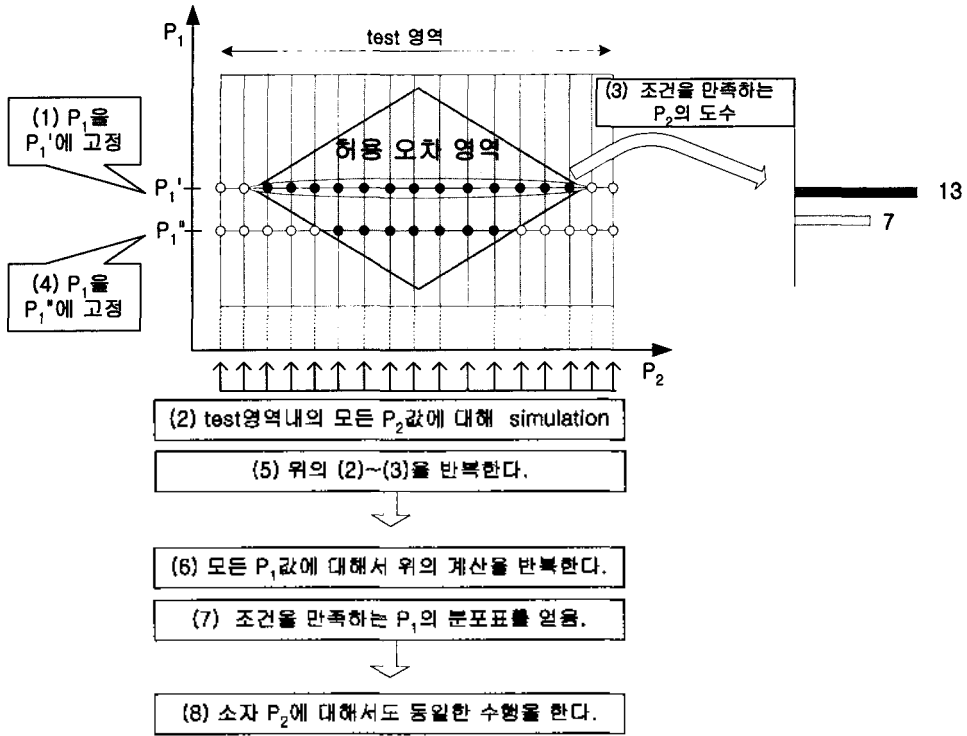 P₁
test 영역
(1) P₁을
P₁'에 고정
(3) 조건을 만족하는
P₂의 도수
허용 오차 영역
P₁'
13
P₁"
7
(4) P₁을
P₁"에 고정
P₂
(2) test영역내의 모든 P₂값에 대해 simulation
(5) 위의 (2)~(3)을 반복한다.
(6) 모든 P₁값에 대해서 위의 계산을 반복한다.
(7) 조건을 만족하는 P₁의 분포표를 얻음.
(8) 소자 P₂에 대해서도 동일한 수행을 한다.